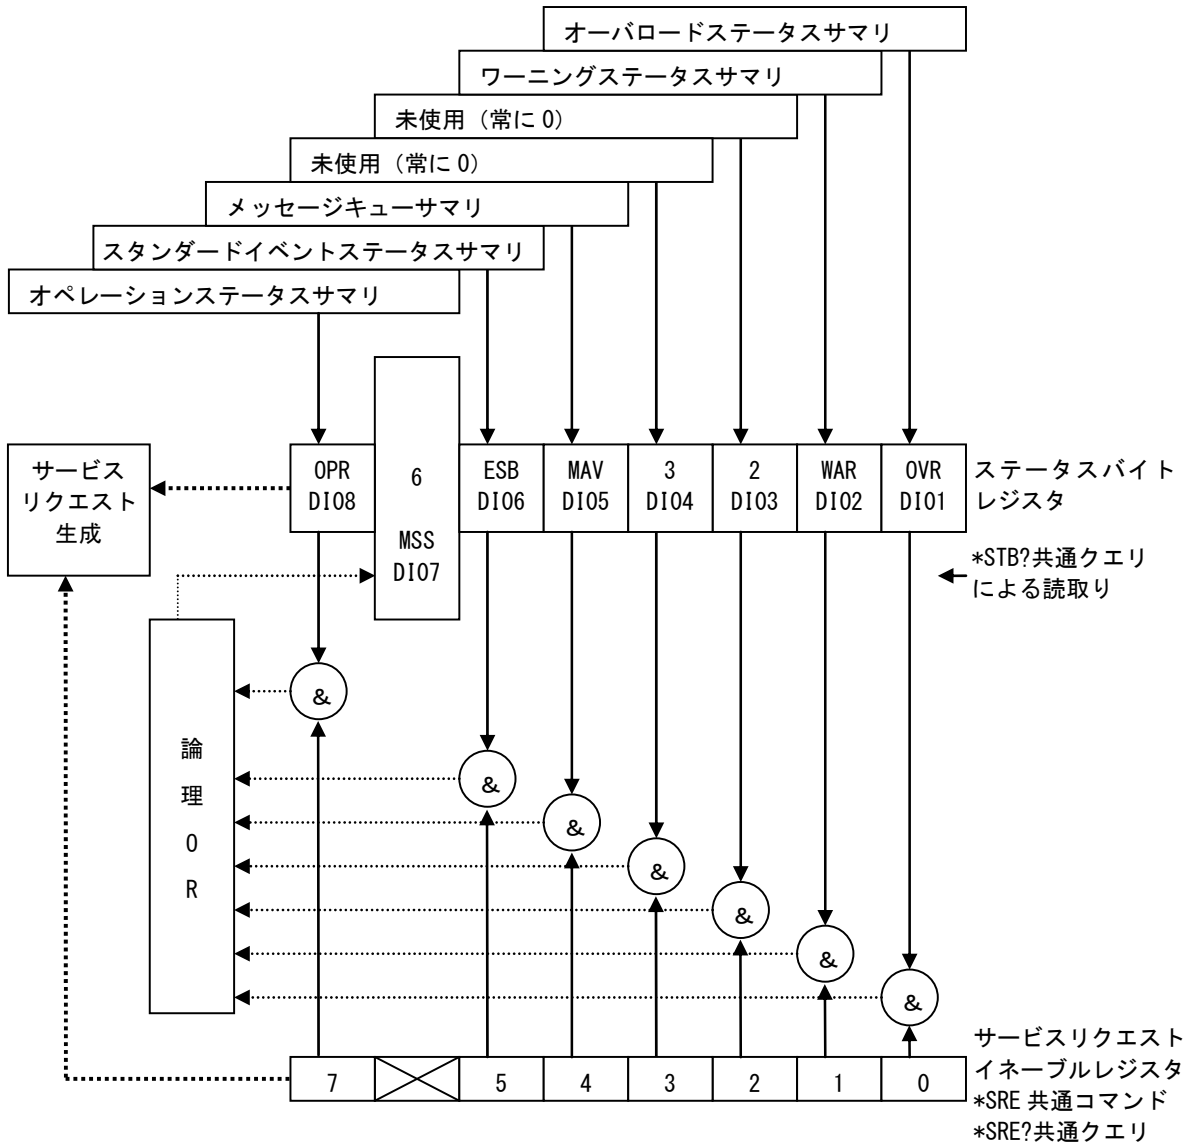 オーバロードステータスサマリ
ワーニングステータスサマリ
未使用（常に0）
未使用（常に0）
メッセージキューサマリ
スタンダードイベントステータスサマリ
オペレーションステータスサマリ
サービス
リクエスト
生成
OPR
DIO8
6
MSS
DIO7
ESB
DIO6
MAV
DIO5
3
DIO4
2
DIO3
WAR
DIO2
OVR
DIO1
ステータスバイト
レジスタ
*STB?共通クエリ
による読取り
論
理
O
R
&
&
&
&
&
&
&
7
5
4
3
2
1
0
サービスリクエスト
イネーブルレジスタ
*SRE 共通コマンド
*SRE?共通クエリ